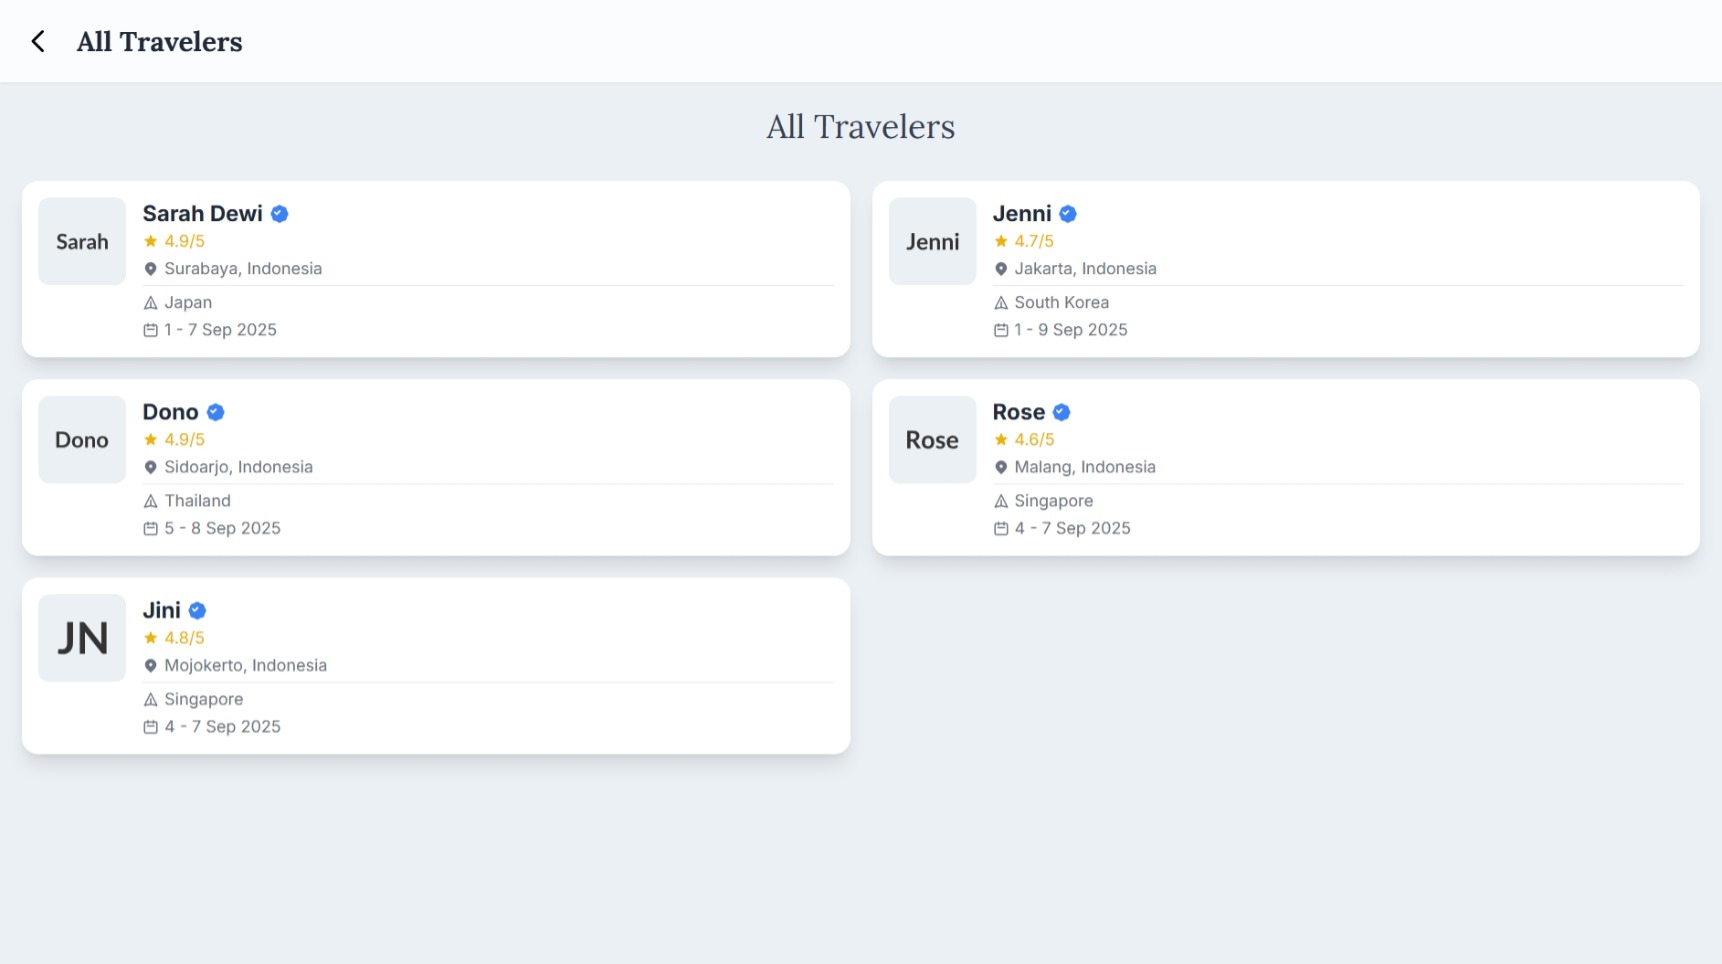 All Travelers
All Travelers
Sarah
Sarah Dewi
4.9/5
Surabaya, Indonesia
Japan
1 - 7 Sep 2025
Jenni
Jenni
4.7/5
Jakarta, Indonesia
South Korea
1 - 9 Sep 2025
Dono
Dono
4.9/5
Sidoarjo, Indonesia
Thailand
5 - 8 Sep 2025
Rose
Rose
4.6/5
Malang, Indonesia
Singapore
4 - 7 Sep 2025
JN
Jini
4.8/5
Mojokerto, Indonesia
Singapore
4 - 7 Sep 2025